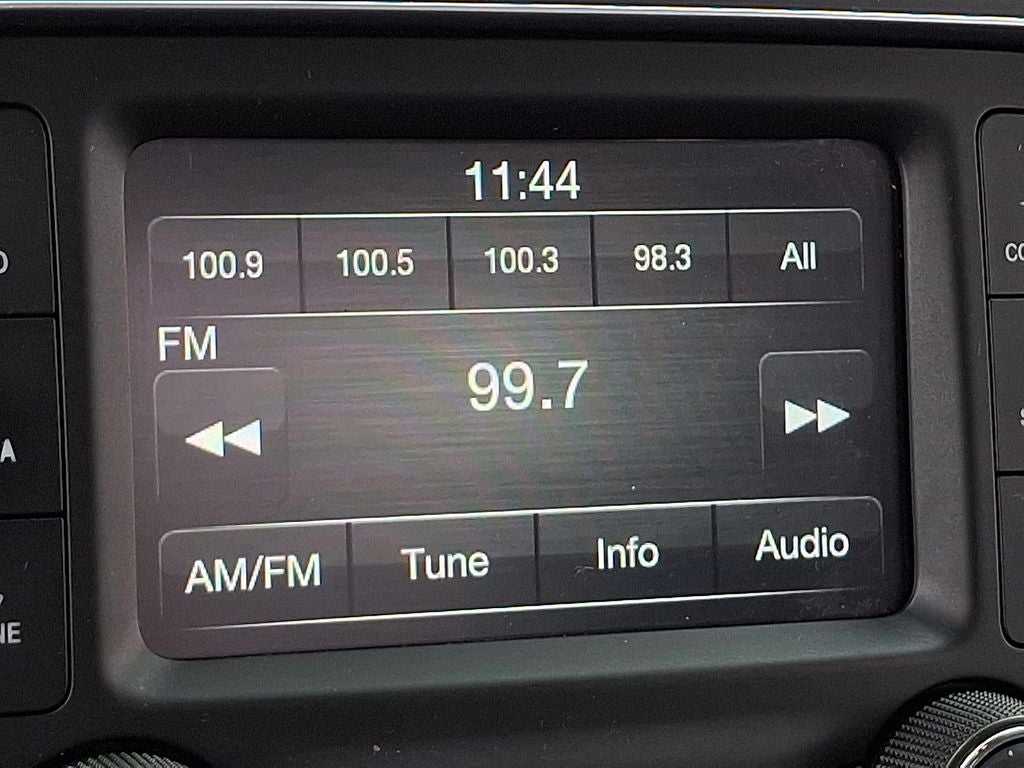 11:44
100.9 100.5 100.3 98.3 All
FM
99.7
AM/FM Tune Info Audio